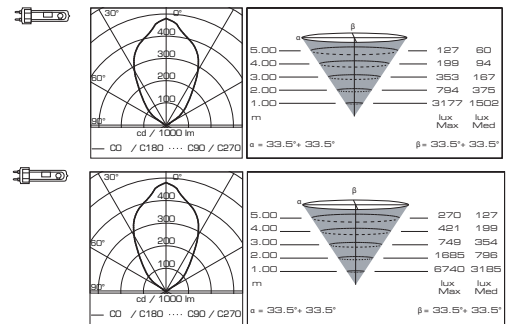 30° 0°
400
300
60°
200
100
90°
cd / 1000 lm
— C0 / C180 ···· C90 / C270
β
α
5.00 127 60
4.00 199 94
3.00 353 167
2.00 794 375
1.00 3177 1502
m lux lux
Max Med
α = 33.5°+ 33.5° β = 33.5°+ 33.5°
30° 0°
400
300
60°
200
100
90°
cd / 1000 lm
— C0 / C180 ···· C90 / C270
β
α
5.00 270 127
4.00 421 199
3.00 749 354
2.00 1685 796
1.00 6740 3185
m lux lux
Max Med
α = 33.5°+ 33.5° β = 33.5°+ 33.5°